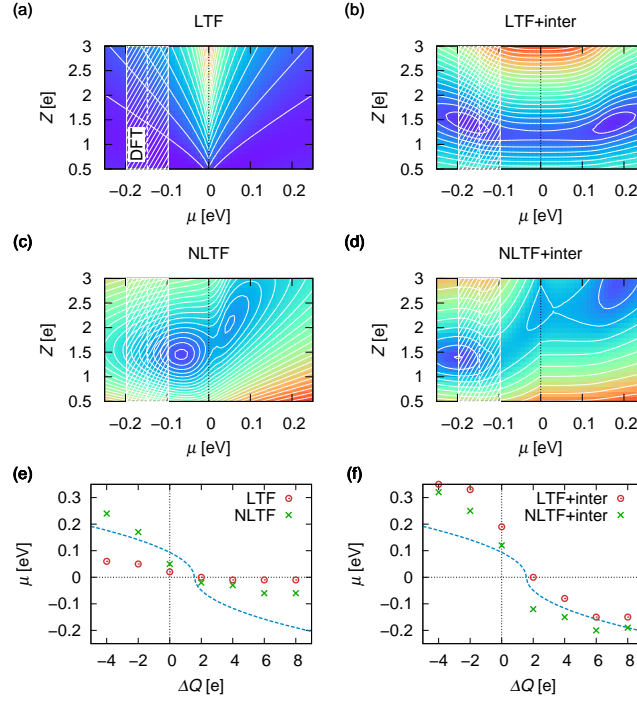 (a) LTF
Z [e]
3
2.5
2
1.5
1
0.5
DFT
−0.2 −0.1 0 0.1 0.2
μ [eV]
(b) LTF+inter
Z [e]
3
2.5
2
1.5
1
0.5
−0.2 −0.1 0 0.1 0.2
μ [eV]
(c) NLTF
Z [e]
3
2.5
2
1.5
1
0.5
−0.2 −0.1 0 0.1 0.2
μ [eV]
(d) NLTF+inter
Z [e]
3
2.5
2
1.5
1
0.5
−0.2 −0.1 0 0.1 0.2
μ [eV]
(e)
μ [eV]
0.3
0.2
0.1
0
−0.1
−0.2
LTF
NLTF
−4 −2 0 2 4 6 8
ΔQ [e]
(f)
μ [eV]
0.3
0.2
0.1
0
−0.1
−0.2
LTF+inter
NLTF+inter
−4 −2 0 2 4 6 8
ΔQ [e]